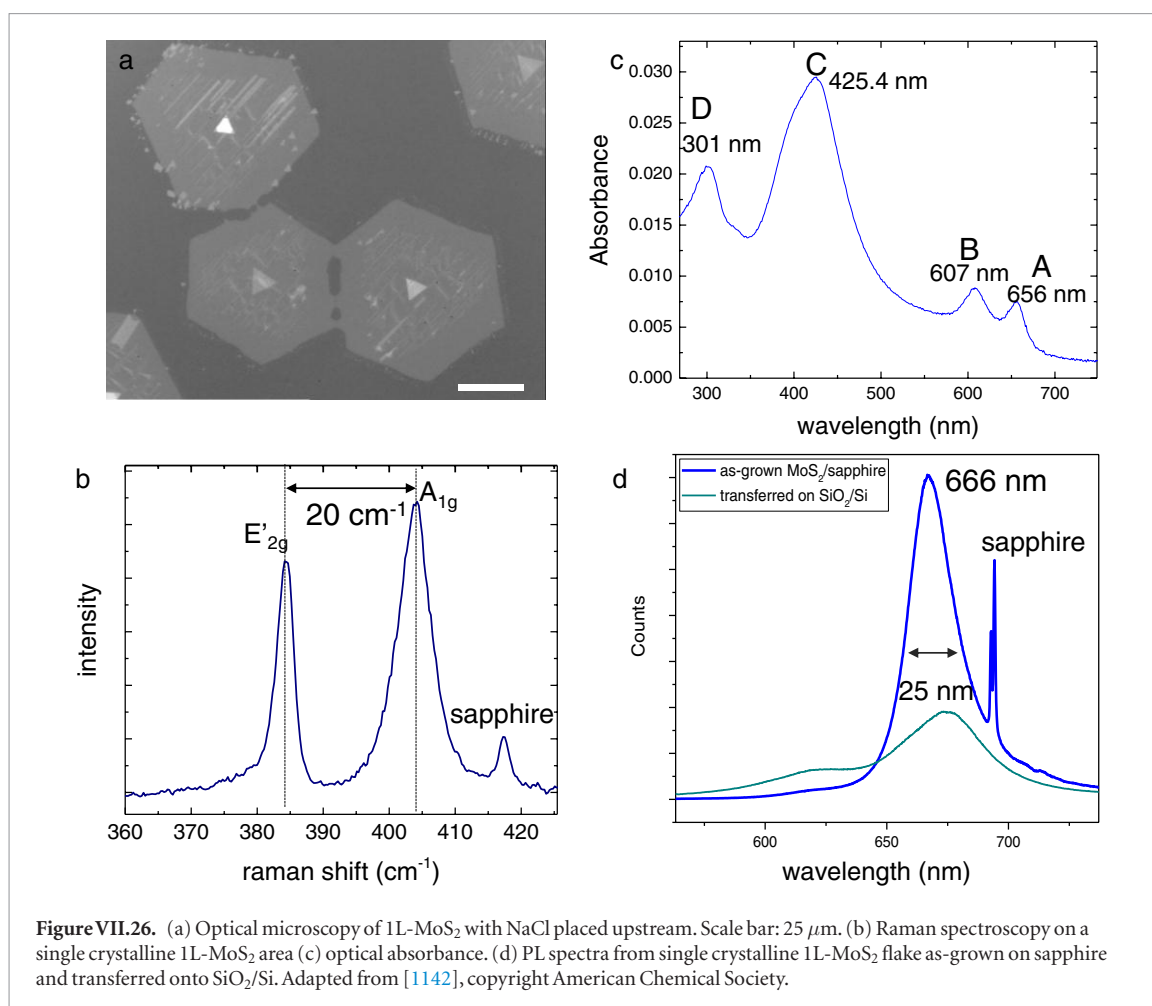 a
c
0.030
0.025
0.020
0.015
0.010
0.005
0.000
Absorbance
D
301 nm
C
425.4 nm
B
607 nm
A
656 nm
300 400 500 600 700
wavelength (nm)
b
20 cm-1
E'2g
A1g
sapphire
intensity
360 370 380 390 400 410 420
raman shift (cm-1)
as-grown MoS2/sapphire
transferred on SiO2/Si
d
666 nm
sapphire
25 nm
Counts
600 650 700
wavelength (nm)
Figure VII.26. (a) Optical microscopy of 1L-MoS2 with NaCl placed upstream. Scale bar: 25 μm. (b) Raman spectroscopy on a
single crystalline 1L-MoS2 area (c) optical absorbance. (d) PL spectra from single crystalline 1L-MoS2 flake as-grown on sapphire
and transferred onto SiO2/Si. Adapted from [1142], copyright American Chemical Society.